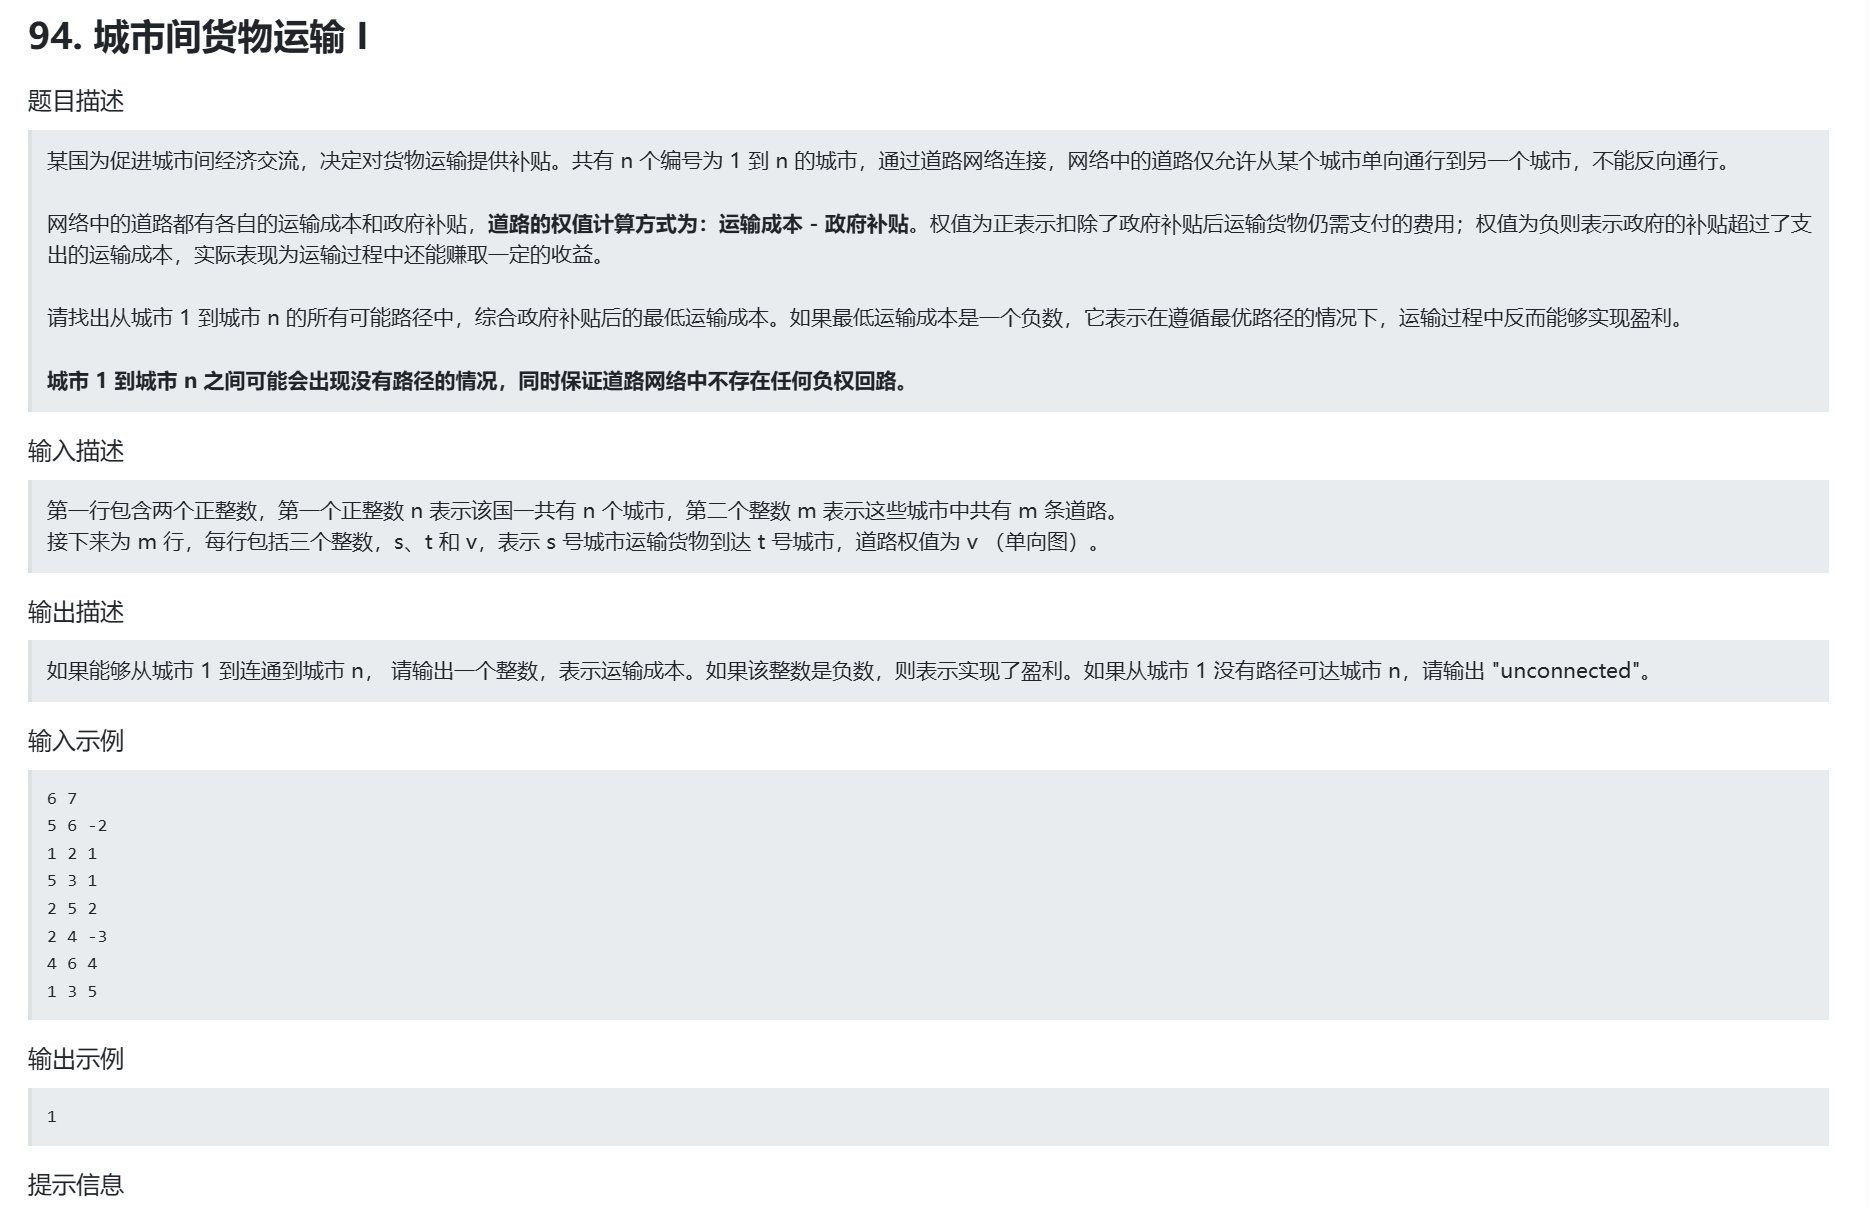 94. 城市间货物运输 I
题目描述
某国为促进城市间经济交流，决定对货物运输提供补贴。共有 n 个编号为 1 到 n 的城市，通过道路网络连接，网络中的道路仅允许从某个城市单向通行到另一个城市，不能反向通行。
网络中的道路都有各自的运输成本和政府补贴，道路的权值计算方式为：运输成本 - 政府补贴。权值为正表示扣除了政府补贴后运输货物仍需支付的费用；权值为负则表示政府的补贴超过了支
出的运输成本，实际表现为运输过程中还能赚取一定的收益。
请找出从城市 1 到城市 n 的所有可能路径中，综合政府补贴后的最低运输成本。如果最低运输成本是一个负数，它表示在遵循最优路径的情况下，运输过程中反而能够实现盈利。
城市 1 到城市 n 之间可能会出现没有路径的情况，同时保证道路网络中不存在任何负权回路。
输入描述
第一行包含两个正整数，第一个正整数 n 表示该国一共有 n 个城市，第二个整数 m 表示这些城市中共有 m 条道路。
接下来为 m 行，每行包括三个整数，s、t 和 v，表示 s 号城市运输货物到达 t 号城市，道路权值为 v （单向图）。
输出描述
如果能够从城市 1 到连通到城市 n， 请输出一个整数，表示运输成本。如果该整数是负数，则表示实现了盈利。如果从城市 1 没有路径可达城市 n，请输出 "unconnected"。
输入示例
6 7
5 6 -2
1 2 1
5 3 1
2 5 2
2 4 -3
4 6 4
1 3 5
输出示例
1
提示信息